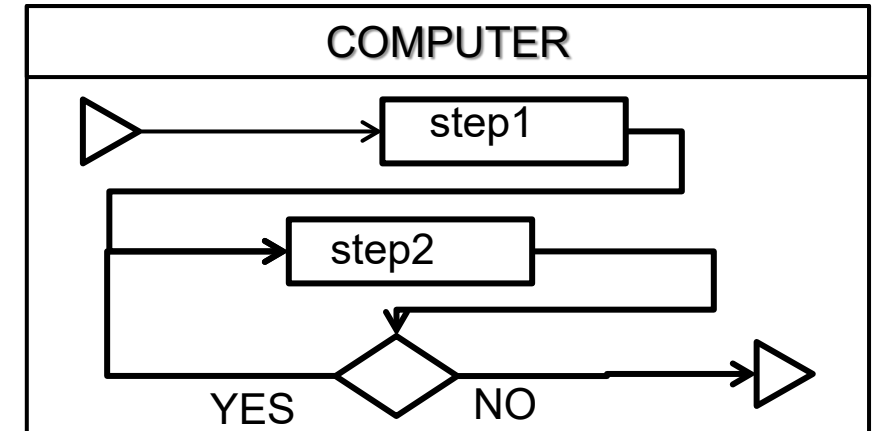 COMPUTER
step1
step2
YES
NO